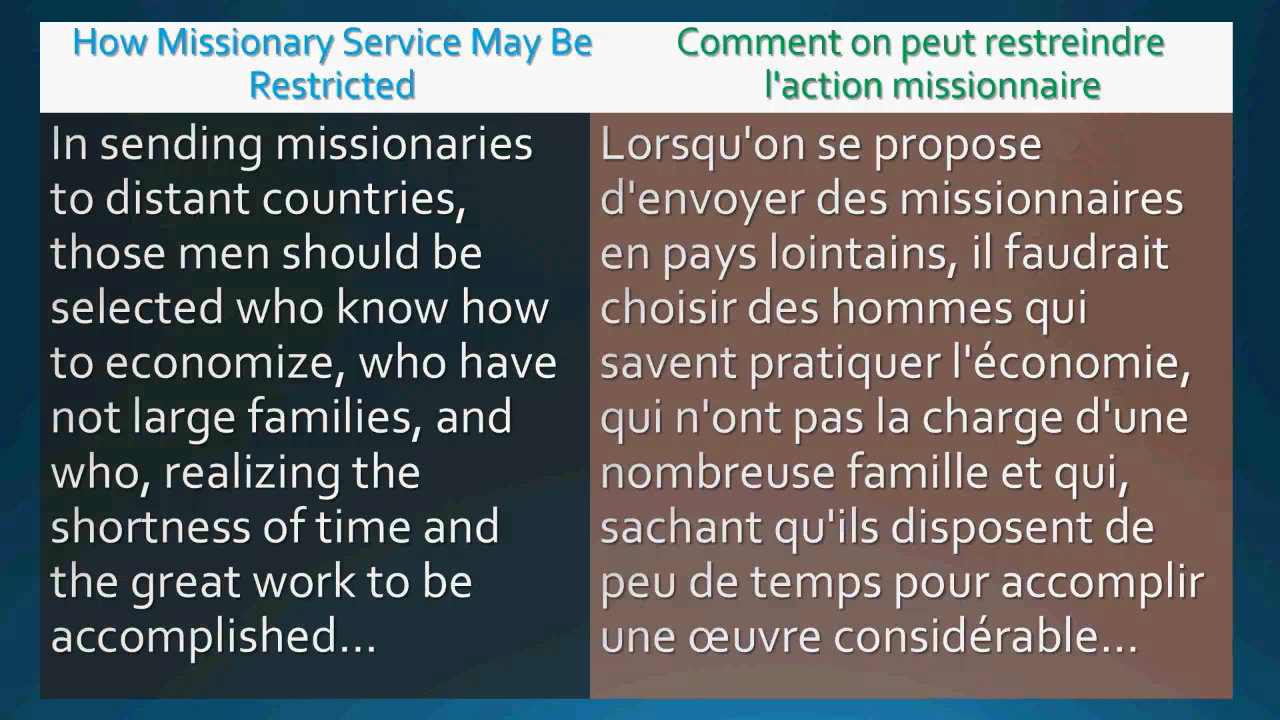 How Missionary Service May Be
Restricted
Comment on peut restreindre
l'action missionnaire
In sending missionaries
to distant countries,
those men should be
selected who know how
to economize, who have
not large families, and
who, realizing the
shortness of time and
the great work to be
accomplished...
Lorsqu'on se propose
d'envoyer des missionnaires
en pays lointains, il faudrait
choisir des hommes qui
savent pratiquer l'économie,
qui n'ont pas la charge d'une
nombreuse famille et qui,
sachant qu'ils disposent de
peu de temps pour accomplir
une œuvre considérable...